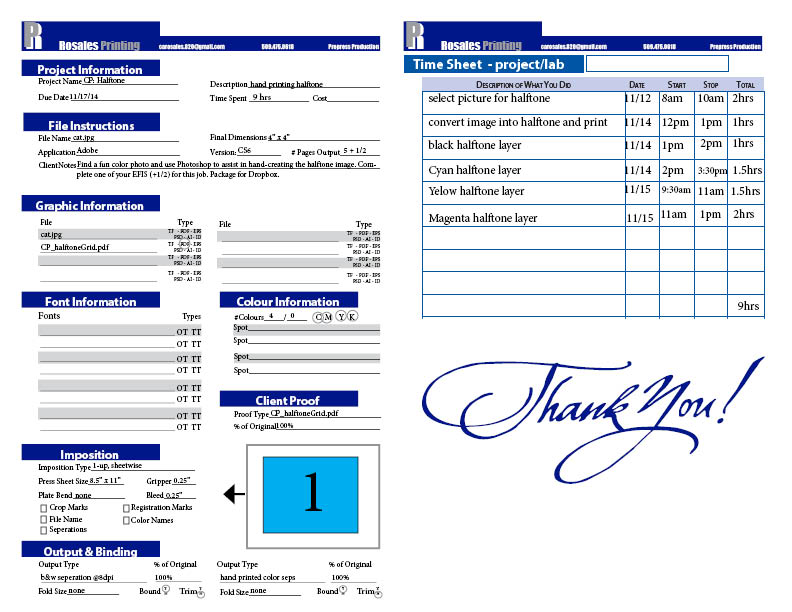 R
Rosales Printing carosales.820@gmail.com 509.475.0618 Prepress Production
Project Information
Project Name CP: Halftone
Description hand printing halftone
Due Date 11/17/14
Time Spent 9 hrs Cost
File Instructions
File Name cat.jpg
Final Dimensions 4" x 4"
Application Adobe
Version: CS6 # Pages Output 5 + 1/2
ClientNotes Find a fun color photo and use Photoshop to assist in hand-creating the halftone image. Com-
plete one of your EFIS (+1/2) for this job. Package for Dropbox.
Graphic Information
File Type
cat.jpg TF - PDF - EPS
PSD - AI - ID
CP_halftoneGrid.pdf TF - PDF - EPS
PSD - AI - ID
TF - PDF - EPS
PSD - AI - ID
TF - PDF - EPS
PSD - AI - ID
File Type
TF - PDF - EPS
PSD - AI - ID
TF - PDF - EPS
PSD - AI - ID
TF - PDF - EPS
PSD - AI - ID
TF - PDF - EPS
PSD - AI - ID
Font Information
Fonts Types
OT TT
OT TT
OT TT
OT TT
OT TT
OT TT
OT TT
OT TT
Colour Information
#Colours 4 / 0 C M Y K
Spot
Spot
Spot
Spot
Client Proof
Proof Type CP_halftoneGrid.pdf
% of Original 100%
Imposition
Imposition Type 1-up, sheetwise
Press Sheet Size 8.5" x 11" Gripper 0.25"
Plate Bend none Bleed 0.25"
Crop Marks Registration Marks
File Name Color Names
Seperations
1
Output & Binding
Output Type % of Original
b&w seperation @8dpi 100%
Fold Size none Bound Trim
Output Type % of Original
hand printed color seps 100%
Fold Size none Bound Trim
R
Rosales Printing carosales.820@gmail.com 509.475.0618 Prepress Production
Time Sheet - project/lab
Description of What You Did Date Start Stop Total
select picture for halftone 11/12 8am 10am 2hrs
convert image into halftone and print 11/14 12pm 1pm 1hrs
black halftone layer 11/14 1pm 2pm 1hrs
Cyan halftone layer 11/14 2pm 3:30pm 1.5hrs
Yelow halftone layer 11/15 9:30am 11am 1.5hrs
Magenta halftone layer 11/15 11am 1pm 2hrs
9hrs
Thank You!